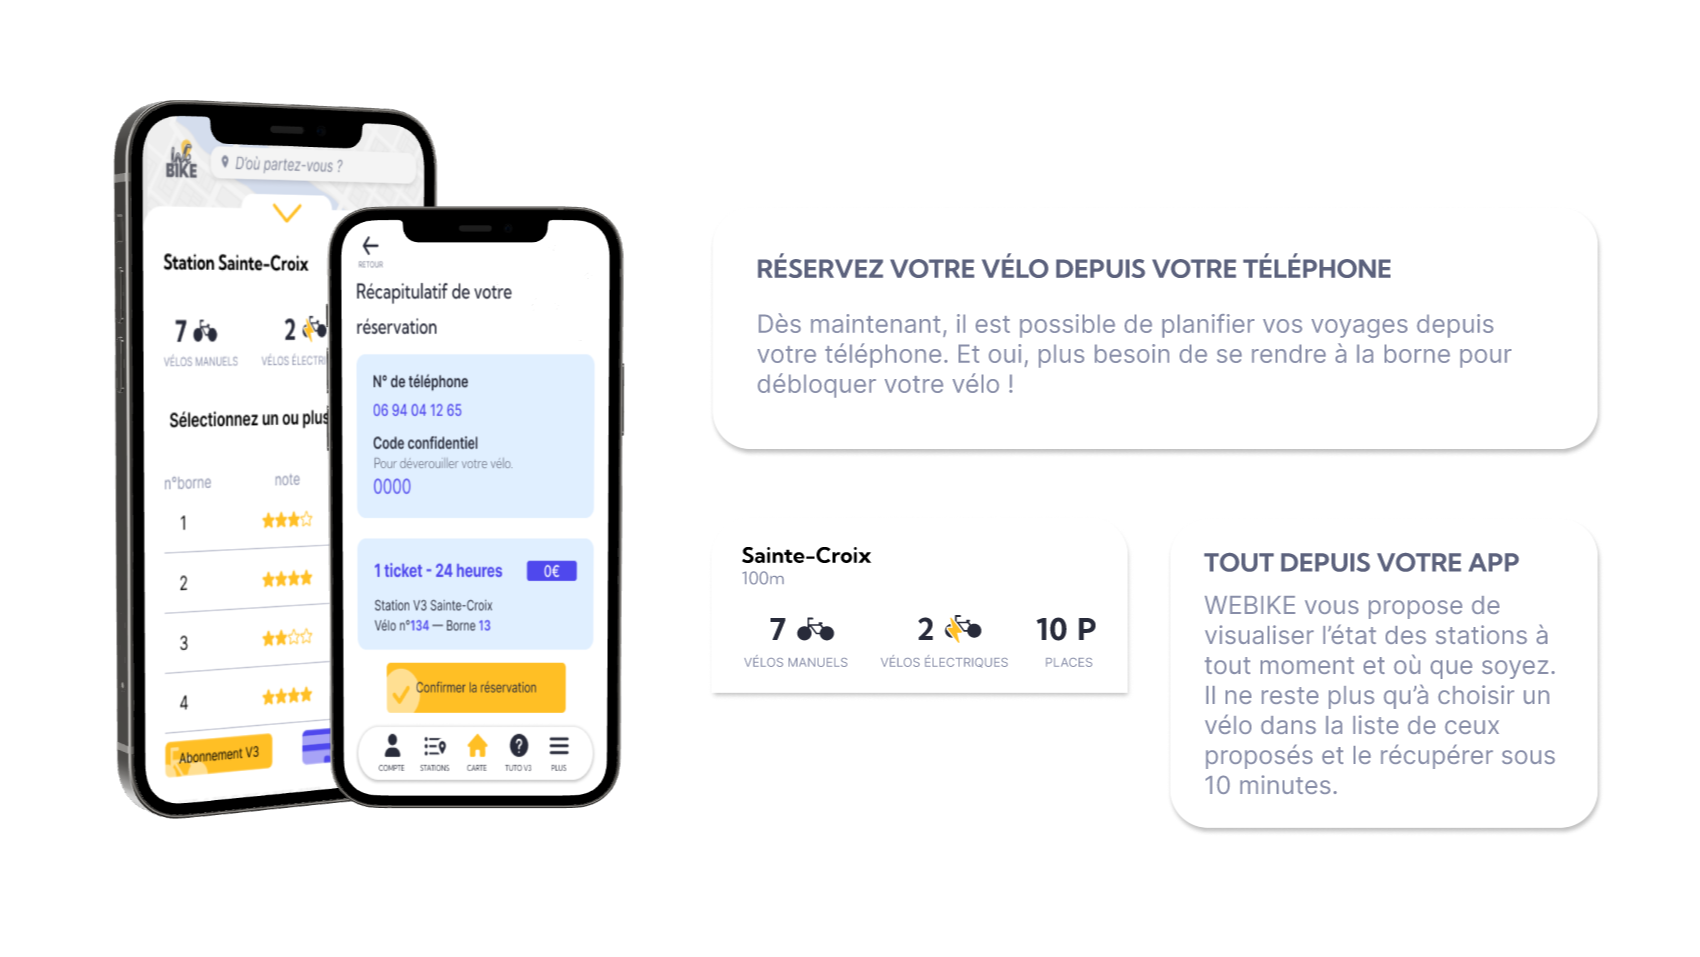 WE
BIKE
D'où partez-vous ?
Station Sainte-Croix
7
2
VÉLOS MANUELS
VÉLOS ÉLECTRI
Sélectionnez un ou plus
n°borne
note
1
2
3
4
Abonnement V3
RETOUR
Récapitulatif de votre
réservation
N° de téléphone
06 94 04 12 65
Code confidentiel
Pour déverouiller votre vélo.
0000
1 ticket - 24 heures
0€
Station V3 Sainte-Croix
Vélo n°134 — Borne 13
Confirmer la réservation
COMPTE
STATIONS
CARTE
TUTO V3
PLUS
RÉSERVEZ VOTRE VÉLO DEPUIS VOTRE TÉLÉPHONE
Dès maintenant, il est possible de planifier vos voyages depuis
votre téléphone. Et oui, plus besoin de se rendre à la borne pour
débloquer votre vélo !
Sainte-Croix
100m
7
2
10 P
VÉLOS MANUELS
VÉLOS ÉLECTRIQUES
PLACES
TOUT DEPUIS VOTRE APP
WEBIKE vous propose de
visualiser l'état des stations à
tout moment et où que soyez.
Il ne reste plus qu'à choisir un
vélo dans la liste de ceux
proposés et le récupérer sous
10 minutes.